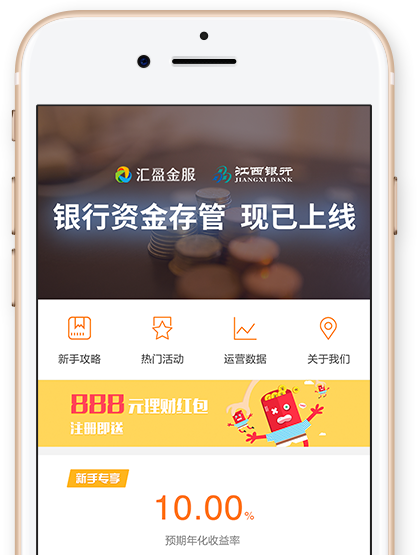 汇盈金服 江西银行
JIANGXI BANK
银行资金存管 现已上线
新手攻略 热门活动 运营数据 关于我们
888元理财红包
注册即送
新手专享
10.00%
预期年化收益率